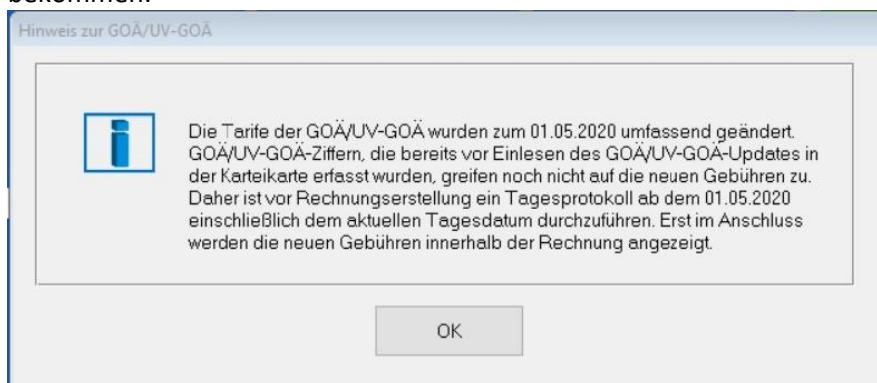 bekommen.
Hinweis zur GOÄ/UV-GOÄ
Die Tarife der GOÄ/UV-GOÄ wurden zum 01.05.2020 umfassend geändert.
GOÄ/UV-GOÄ-Ziffern, die bereits vor Einlesen des GOÄ/UV-GOÄ-Updates in
der Karteikarte erfasst wurden, greifen noch nicht auf die neuen Gebühren zu.
Daher ist vor Rechnungserstellung ein Tagesprotokoll ab dem 01.05.2020
einschließlich dem aktuellen Tagesdatum durchzuführen. Erst im Anschluss
werden die neuen Gebühren innerhalb der Rechnung angezeigt.
OK